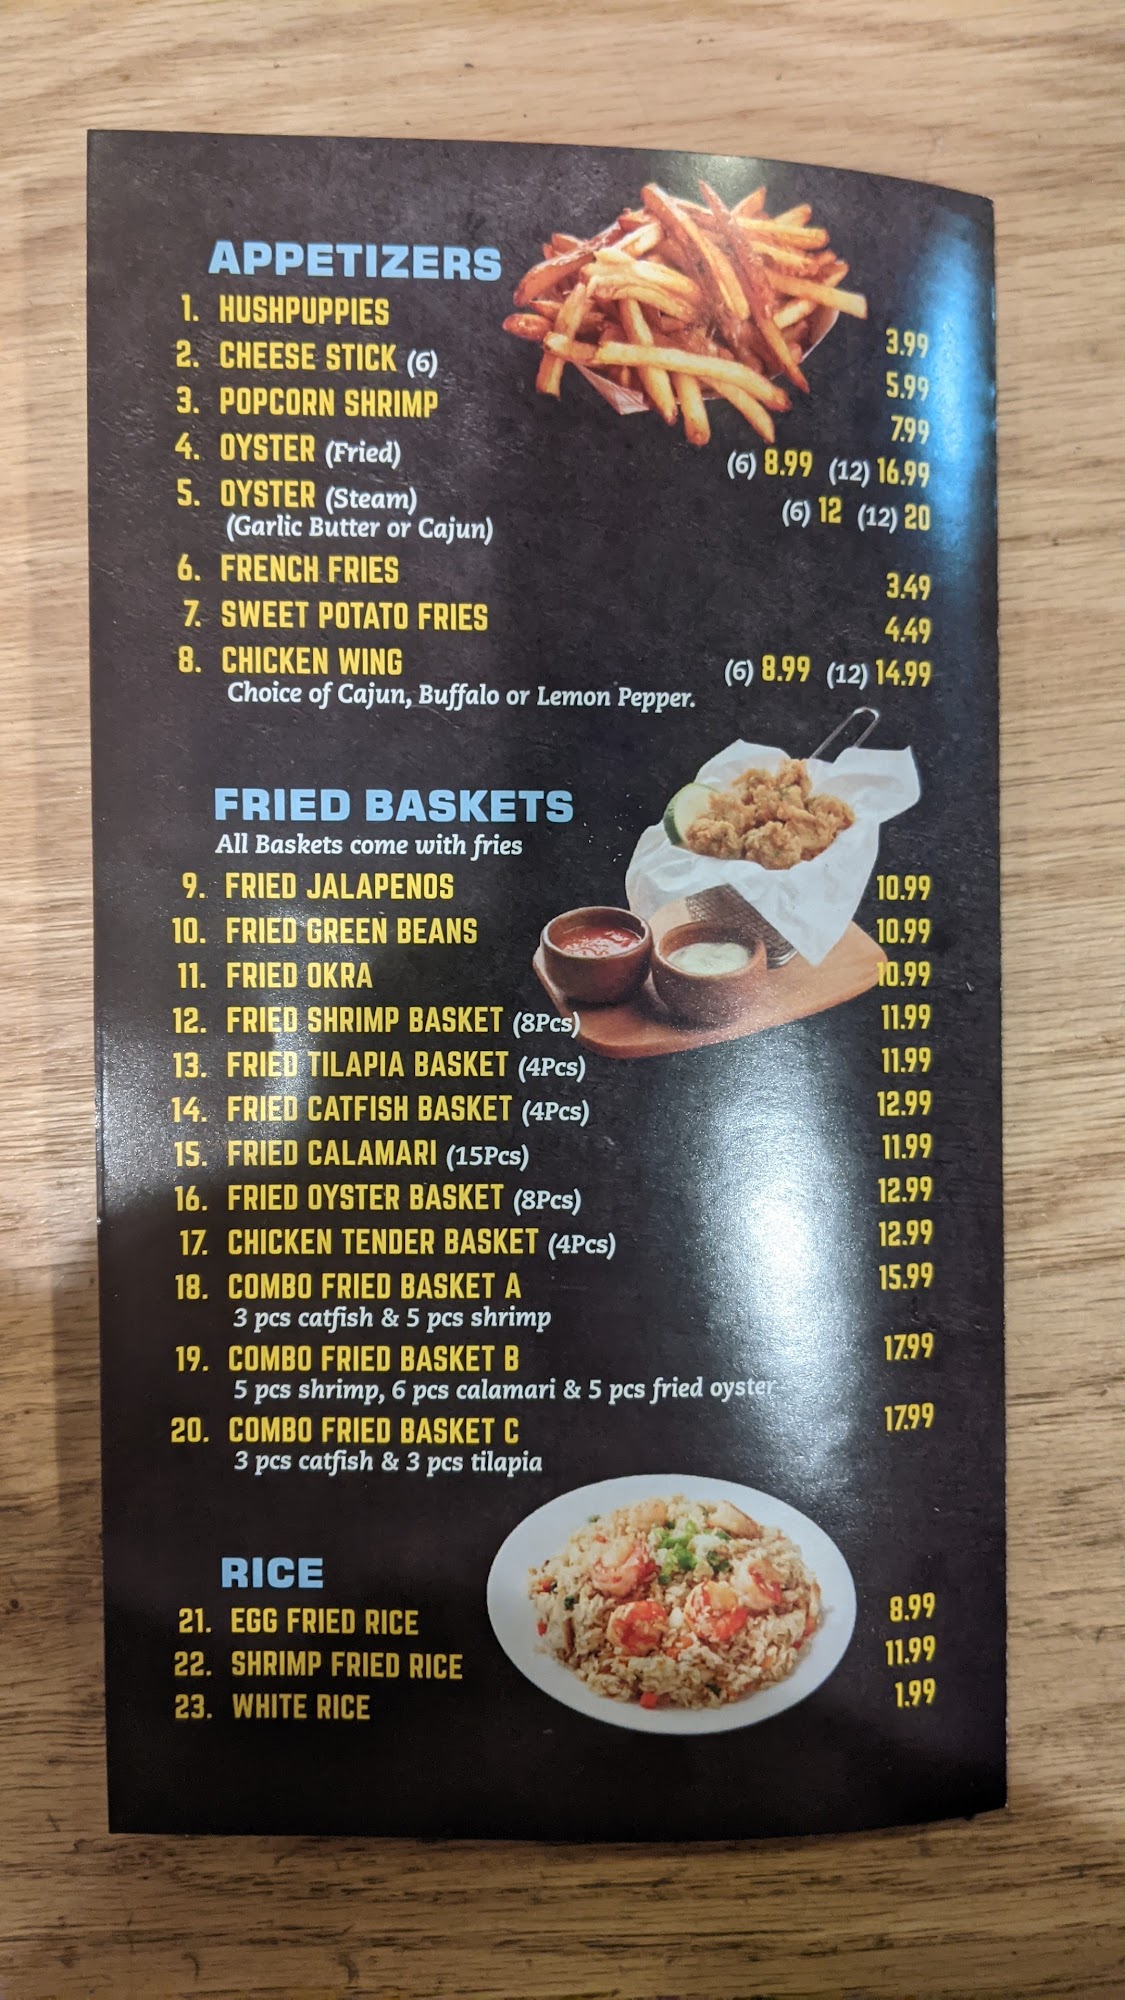 APPETIZERS
1. HUSHPUPPIES 3.99
2. CHEESE STICK (6) 5.99
3. POPCORN SHRIMP 7.99
4. OYSTER (Fried) (6) 8.99 (12) 16.99
5. OYSTER (Steam) (6) 12 (12) 20
(Garlic Butter or Cajun)
6. FRENCH FRIES 3.49
7. SWEET POTATO FRIES 4.49
8. CHICKEN WING (6) 8.99 (12) 14.99
Choice of Cajun, Buffalo or Lemon Pepper.
FRIED BASKETS
All Baskets come with fries
9. FRIED JALAPENOS 10.99
10. FRIED GREEN BEANS 10.99
11. FRIED OKRA 10.99
12. FRIED SHRIMP BASKET (8Pcs) 11.99
13. FRIED TILAPIA BASKET (4Pcs) 11.99
14. FRIED CATFISH BASKET (4Pcs) 12.99
15. FRIED CALAMARI (15Pcs) 11.99
16. FRIED OYSTER BASKET (8Pcs) 12.99
17. CHICKEN TENDER BASKET (4Pcs) 12.99
18. COMBO FRIED BASKET A 15.99
3 pcs catfish & 5 pcs shrimp
19. COMBO FRIED BASKET B 17.99
5 pcs shrimp, 6 pcs calamari & 5 pcs fried oyster
20. COMBO FRIED BASKET C 17.99
3 pcs catfish & 3 pcs tilapia
RICE
21. EGG FRIED RICE 8.99
22. SHRIMP FRIED RICE 11.99
23. WHITE RICE 1.99